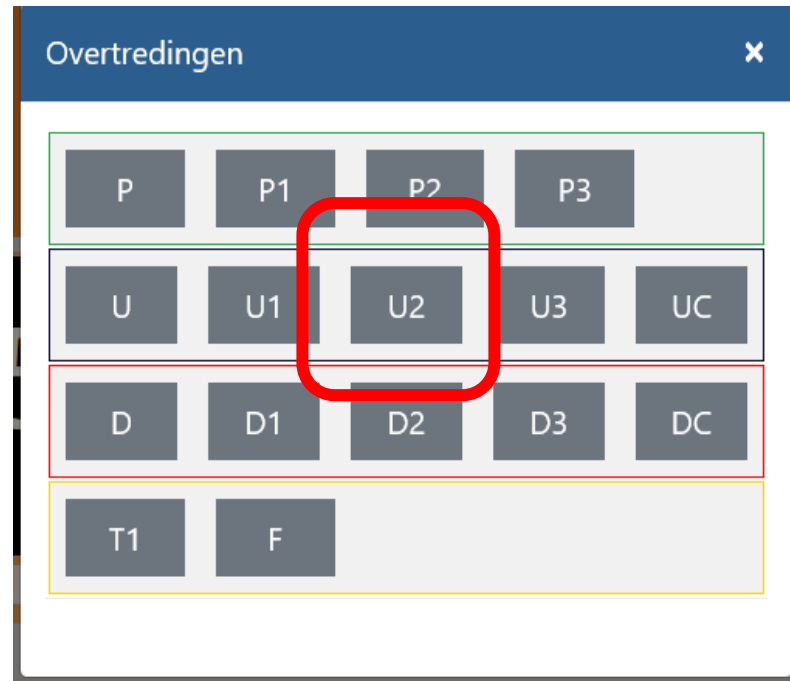 Overtredingen ×
P P1 P2 P3
U U1 U2 U3 UC
D D1 D2 D3 DC
T1 F